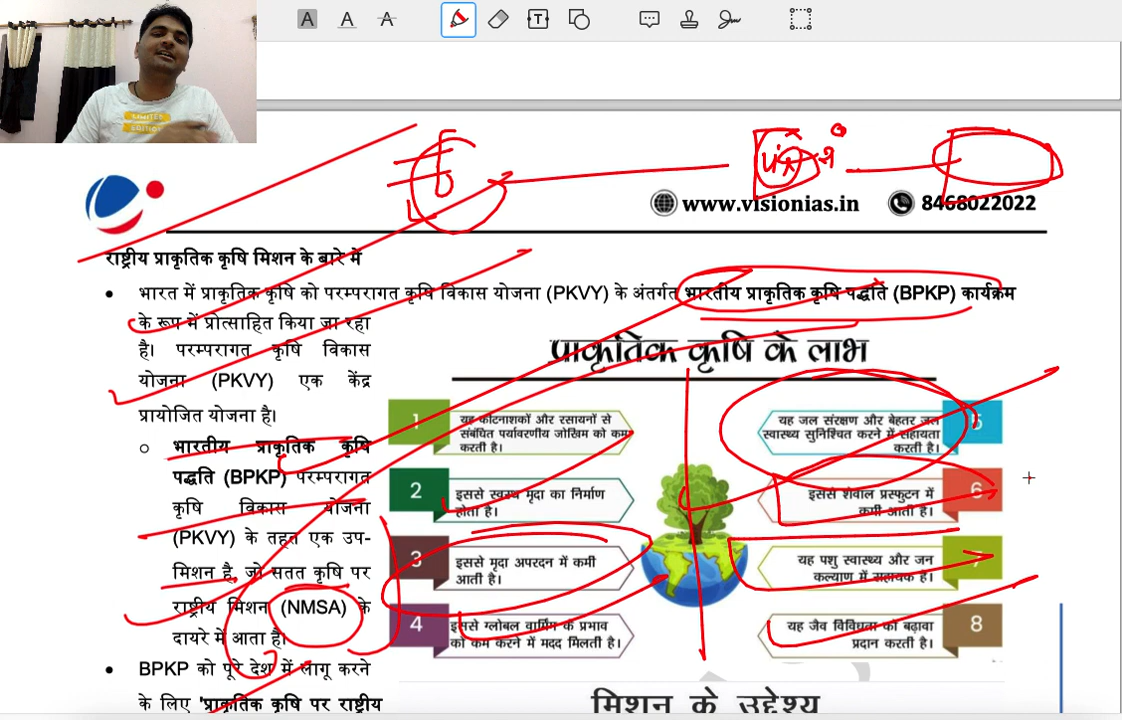 LIMITED
EDITION
www.visionias.in
8468022022
राष्ट्रीय प्राकृतिक कृषि मिशन के बारे में
• भारत में प्राकृतिक कृषि को परम्परागत कृषि विकास योजना (PKVY) के अंतर्गत भारतीय प्राकृतिक कृषि पद्धति (BPKP) कार्यक्रम
के रूप में प्रोत्साहित किया जा रहा
है। परम्परागत कृषि विकास
योजना (PKVY) एक केंद्र
प्रायोजित योजना है।
○ भारतीय प्राकृतिक कृषि
पद्धति (BPKP) परम्परागत
कृषि विकास योजना
(PKVY) के तहत एक उप-
मिशन है, जो सतत कृषि पर
राष्ट्रीय मिशन (NMSA) के
दायरे में आता है।
• BPKP को पूरे देश में लागू करने
के लिए 'प्राकृतिक कृषि पर राष्ट्रीय
प्राकृतिक कृषि के लाभ
1
यह कीटनाशकों और रसायनों से
संबंधित पर्यावरणीय जोखिम को कम
करती है।
2
इससे स्वस्थ मृदा का निर्माण
होता है।
3
इससे मृदा अपरदन में कमी
आती है।
4
इससे ग्लोबल वार्मिंग के प्रभाव
को कम करने में मदद मिलती है।
5
यह जल संरक्षण और बेहतर जल
स्वास्थ्य सुनिश्चित करने में सहायता
करती है।
6
इससे शैवाल प्रस्फुटन में
कमी आती है।
7
यह पशु स्वास्थ्य और जन
कल्याण में सहायक है।
8
यह जैव विविधता को बढ़ावा
प्रदान करती है।
मिशन के उद्देश्य